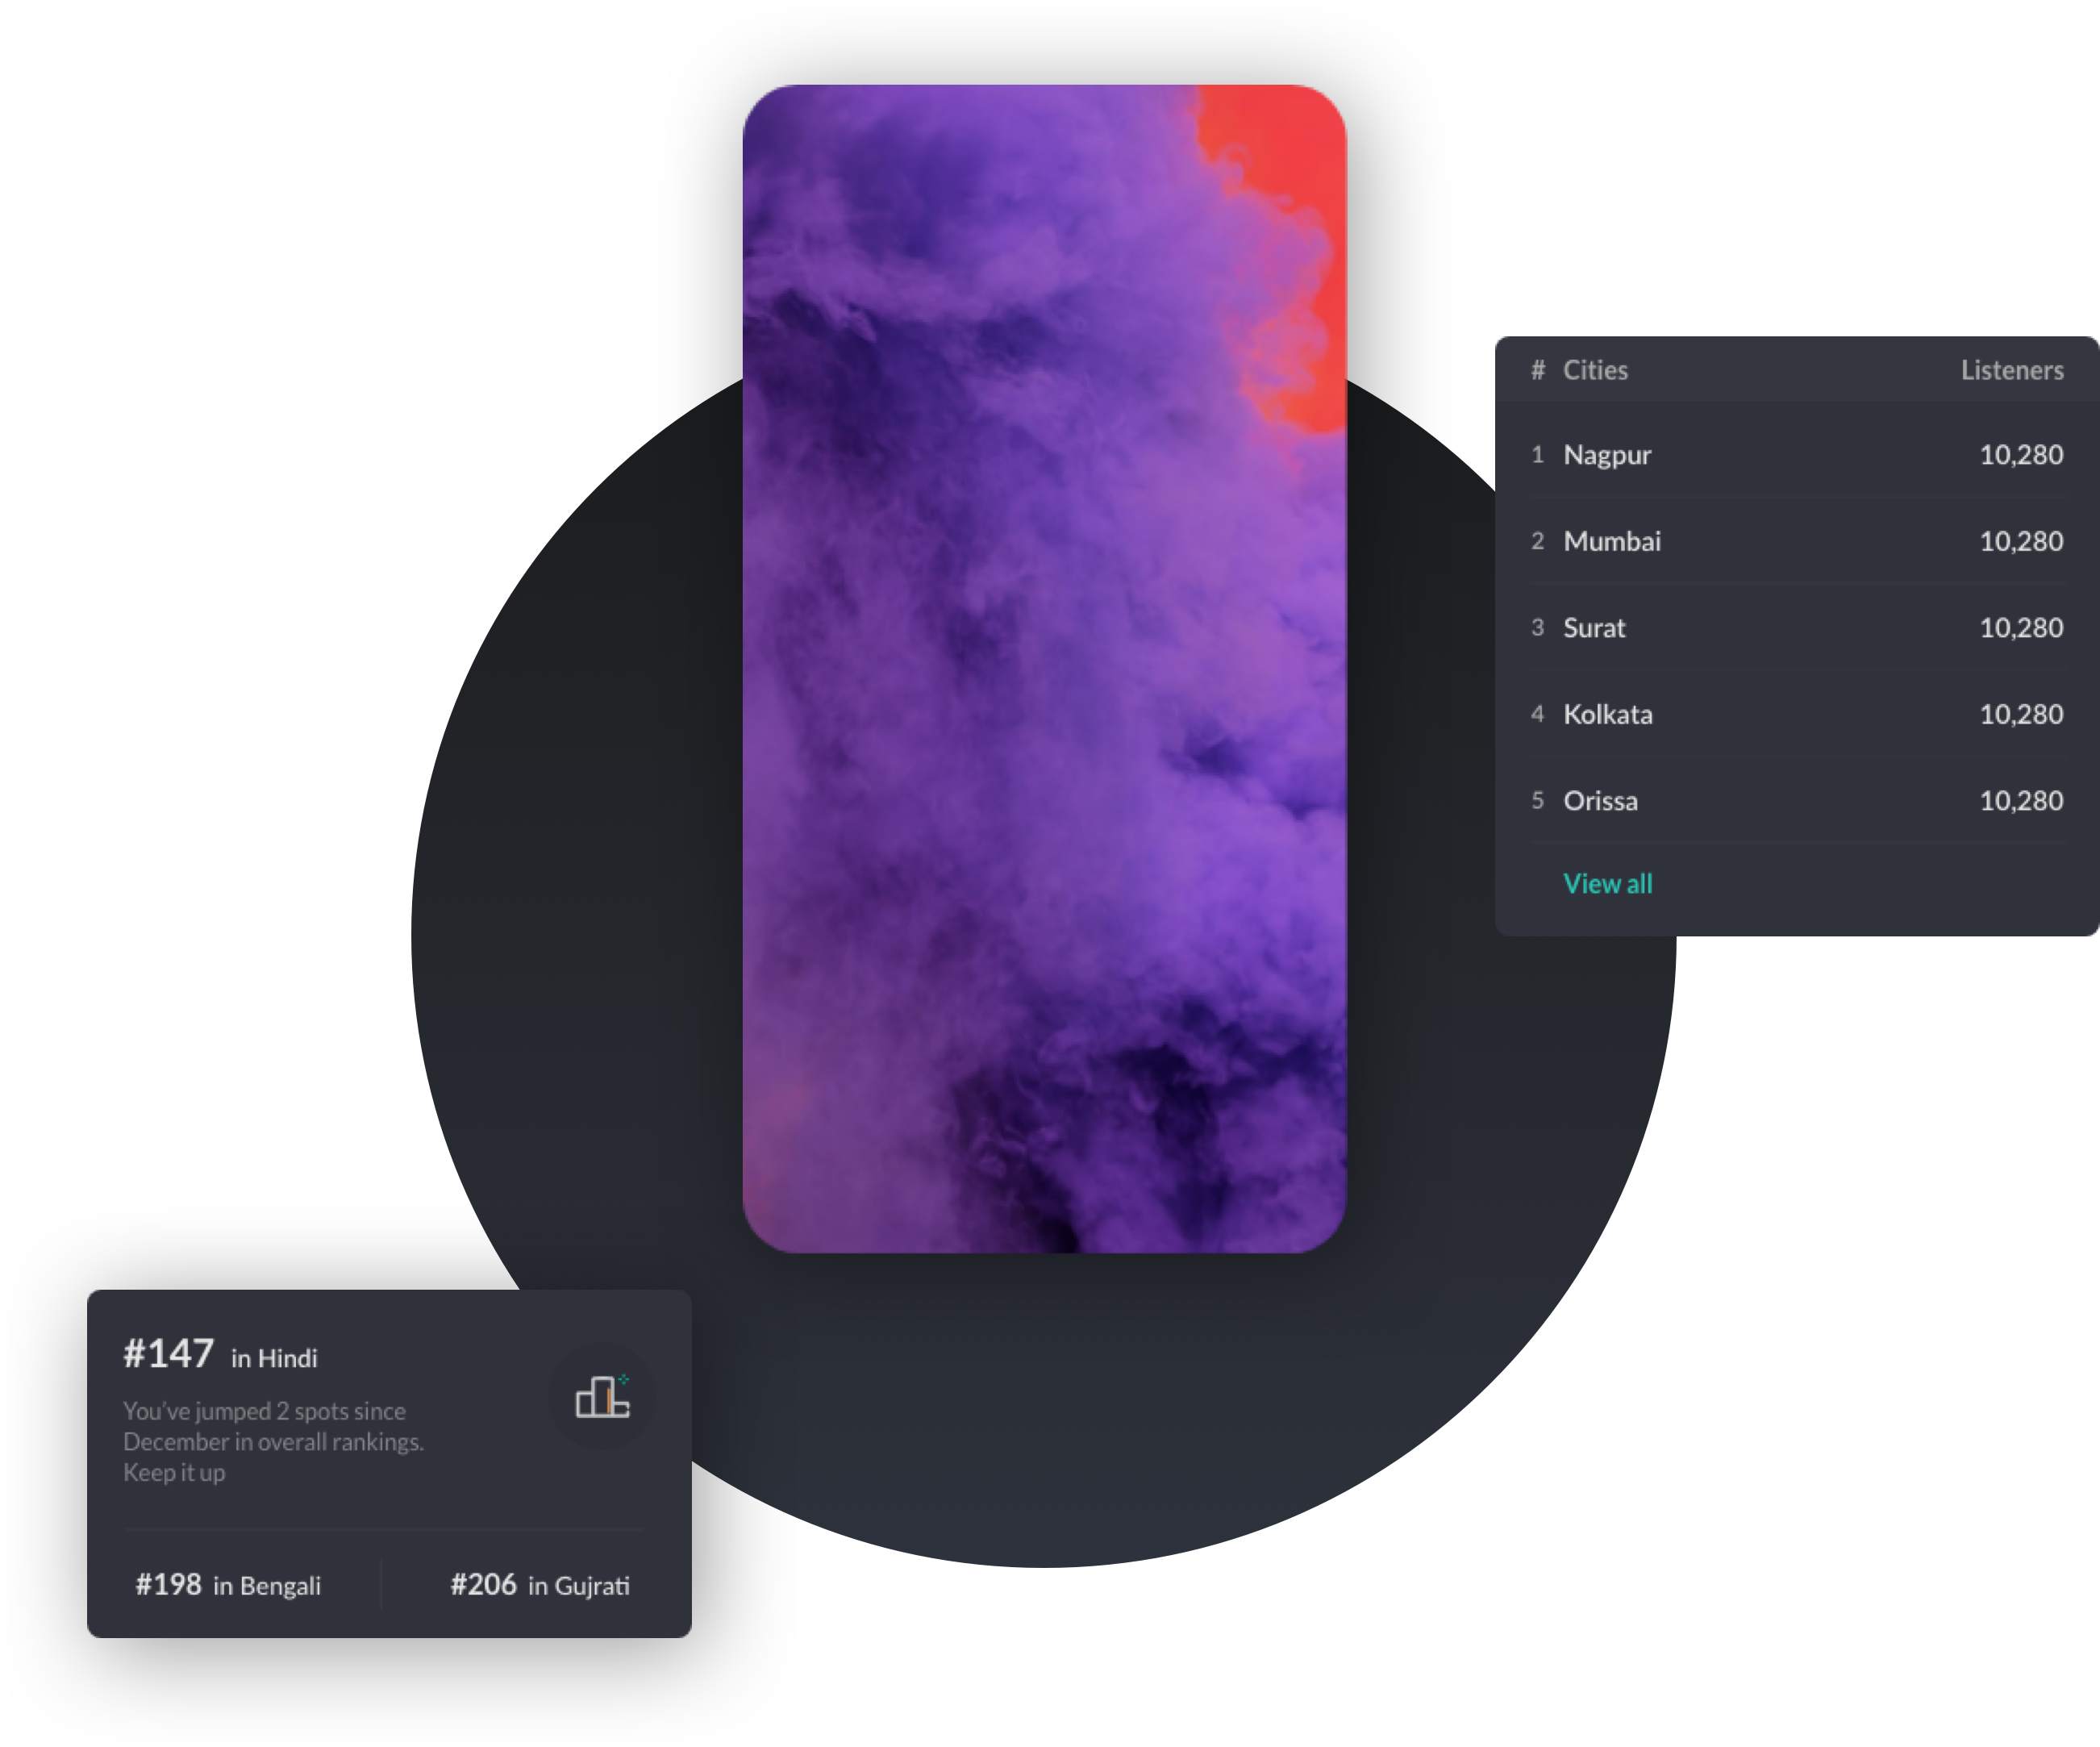 # Cities Listeners
1 Nagpur 10,280
2 Mumbai 10,280
3 Surat 10,280
4 Kolkata 10,280
5 Orissa 10,280
View all
#147 in Hindi
You've jumped 2 spots since
December in overall rankings.
Keep it up
#198 in Bengali
#206 in Gujrati